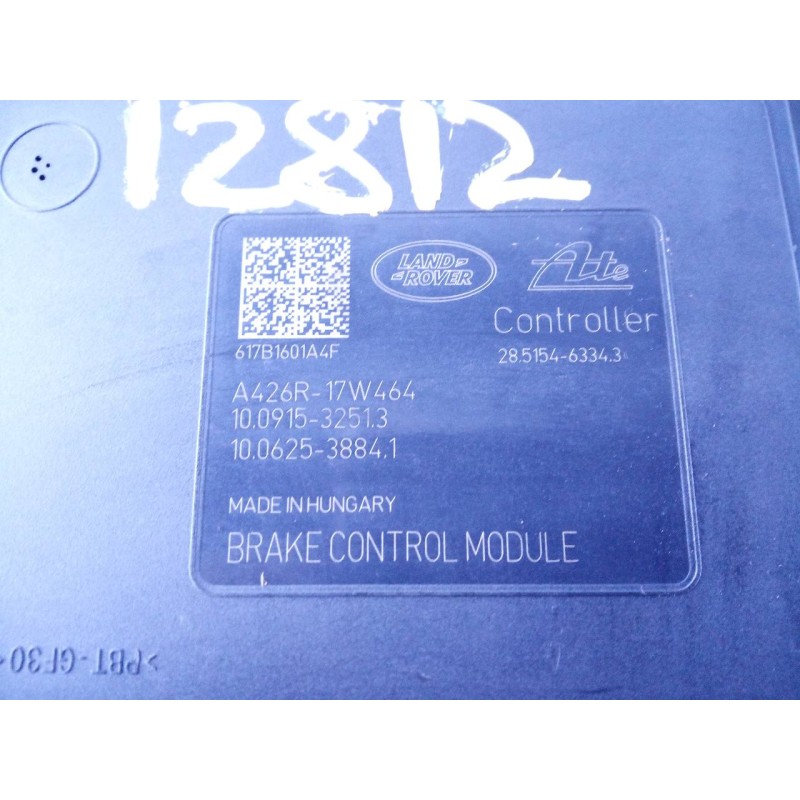 12812
LAND ROVER
Ate
Controller
617B1601A4F
28.5154-6334.3
A426R-17W464
10.0915-3251.3
10.0625-3884.1
MADE IN HUNGARY
BRAKE CONTROL MODULE
>PBT-GF30<